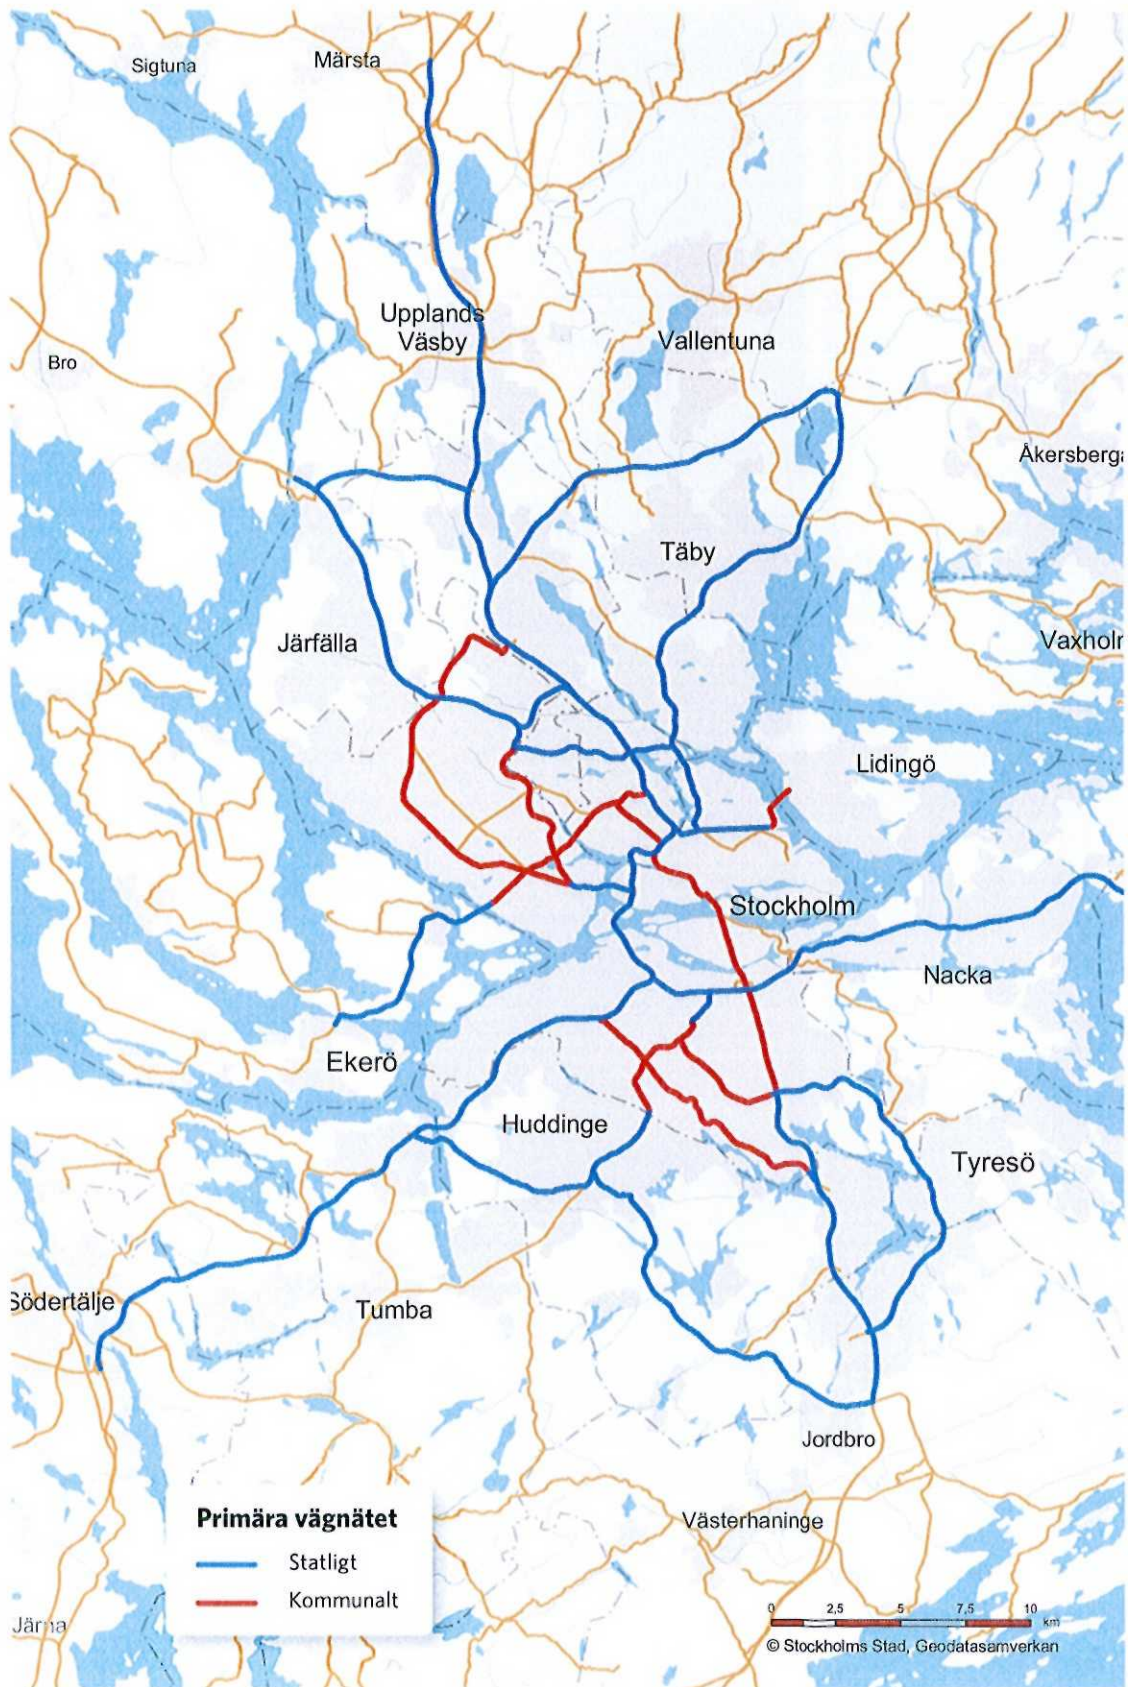 Sigtuna
Märsta
Upplands
Väsby
Vallentuna
Bro
Åkersberga
Täby
Järfälla
Vaxholm
Lidingö
Stockholm
Nacka
Ekerö
Huddinge
Tyresö
Södertälje
Tumba
Jordbro
Västerhaninge
Järna
Primära vägnätet
Statligt
Kommunalt
0 2,5 5 7,5 10
km
© Stockholms Stad, Geodatasamverkan